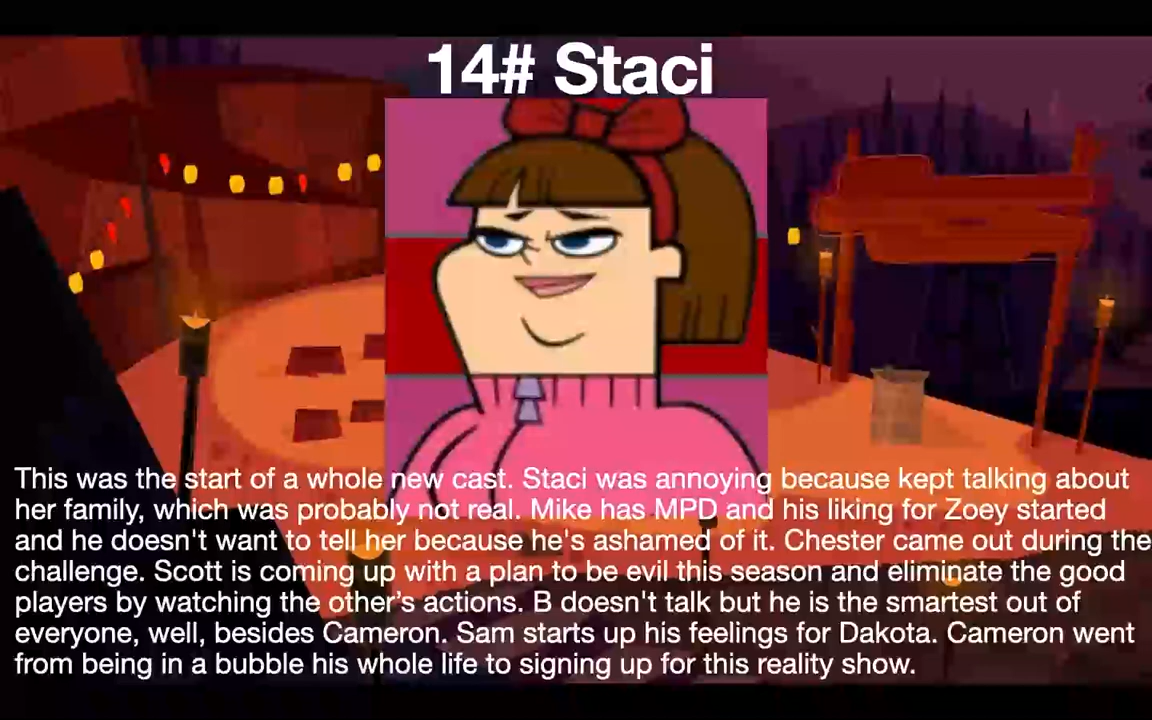 14# Staci
This was the start of a whole new cast. Staci was annoying because kept talking about
her family, which was probably not real. Mike has MPD and his liking for Zoey started
and he doesn't want to tell her because he's ashamed of it. Chester came out during the
challenge. Scott is coming up with a plan to be evil this season and eliminate the good
players by watching the other’s actions. B doesn't talk but he is the smartest out of
everyone, well, besides Cameron. Sam starts up his feelings for Dakota. Cameron went
from being in a bubble his whole life to signing up for this reality show.